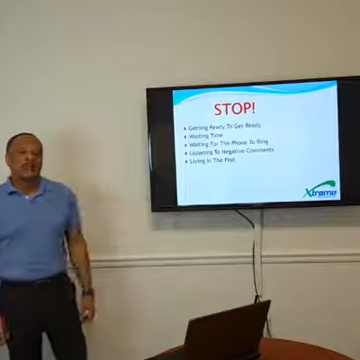 STOP!
Getting Ready To Get Ready
Wasting Time
Waiting For The Phone To Ring
Listening To Negative Comments
Living In The Past
Xtreme